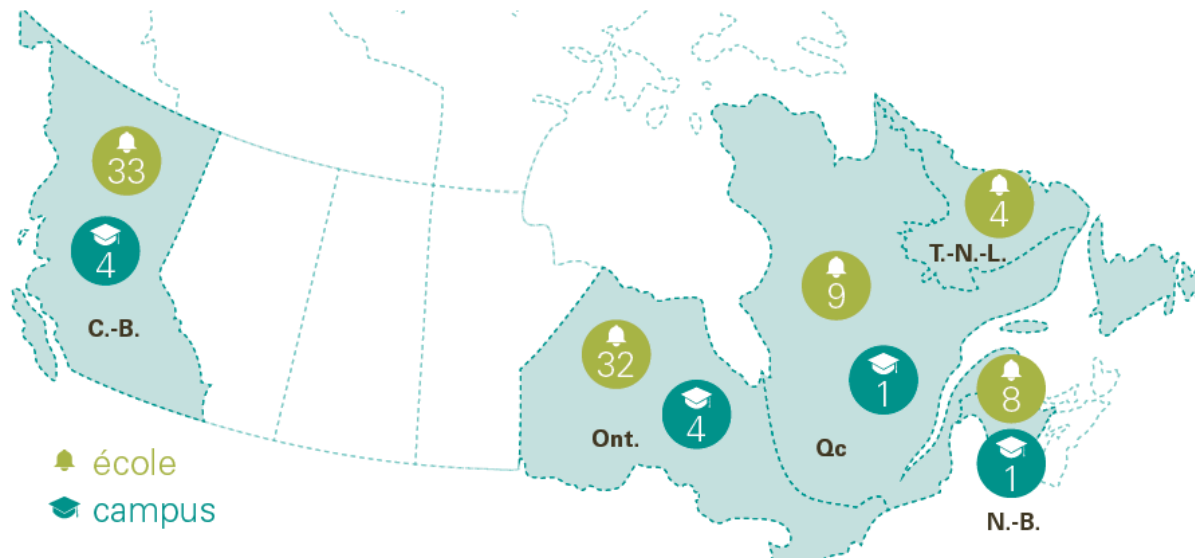 33
4
C.-B.
32
4
Ont.
9
1
Qc
4
T.-N.-L.
8
1
N.-B.
école
campus